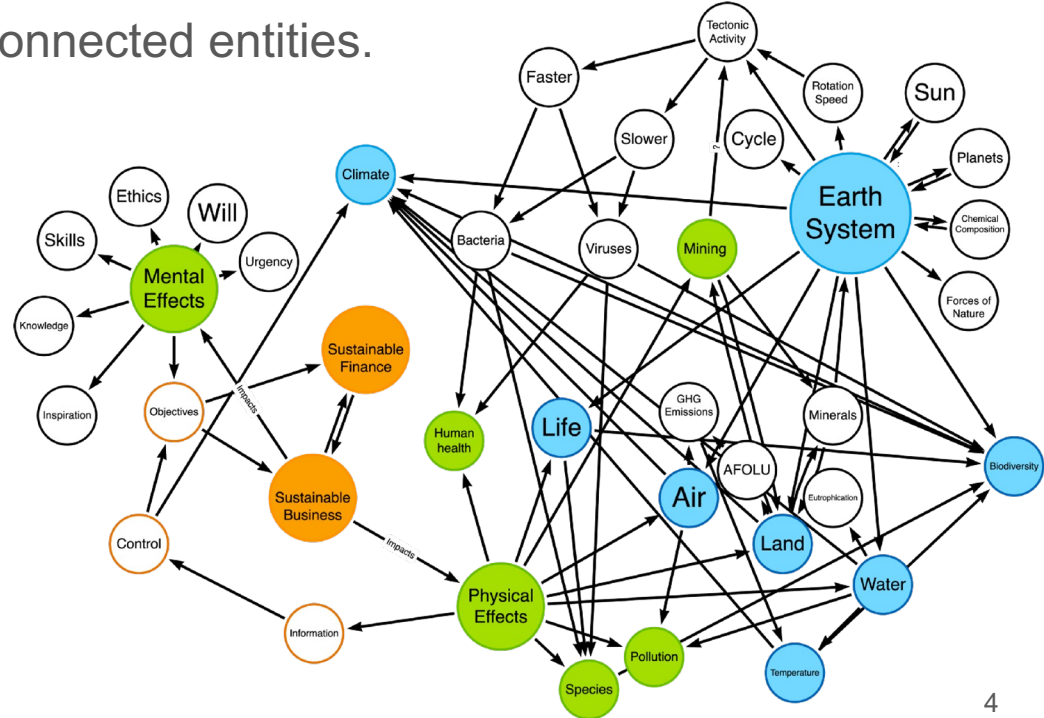 onnected entities.
Tectonic
Activity
Faster
Rotation
Speed
Sun
Slower
Cycle
Planets
Climate
Ethics
Will
Earth
System
Chemical
Composition
Skills
Urgency
Bacteria
Viruses
Mining
?
Mental
Effects
Forces of
Nature
Knowledge
Sustainable
Finance
Impacts
Inspiration
Objectives
GHG
Emissions
Minerals
Human
health
Life
AFOLU
Biodiversity
Sustainable
Business
Air
Eutrophication
Control
Impacts
Land
Water
Physical
Effects
Information
Pollution
Temperature
Species
4